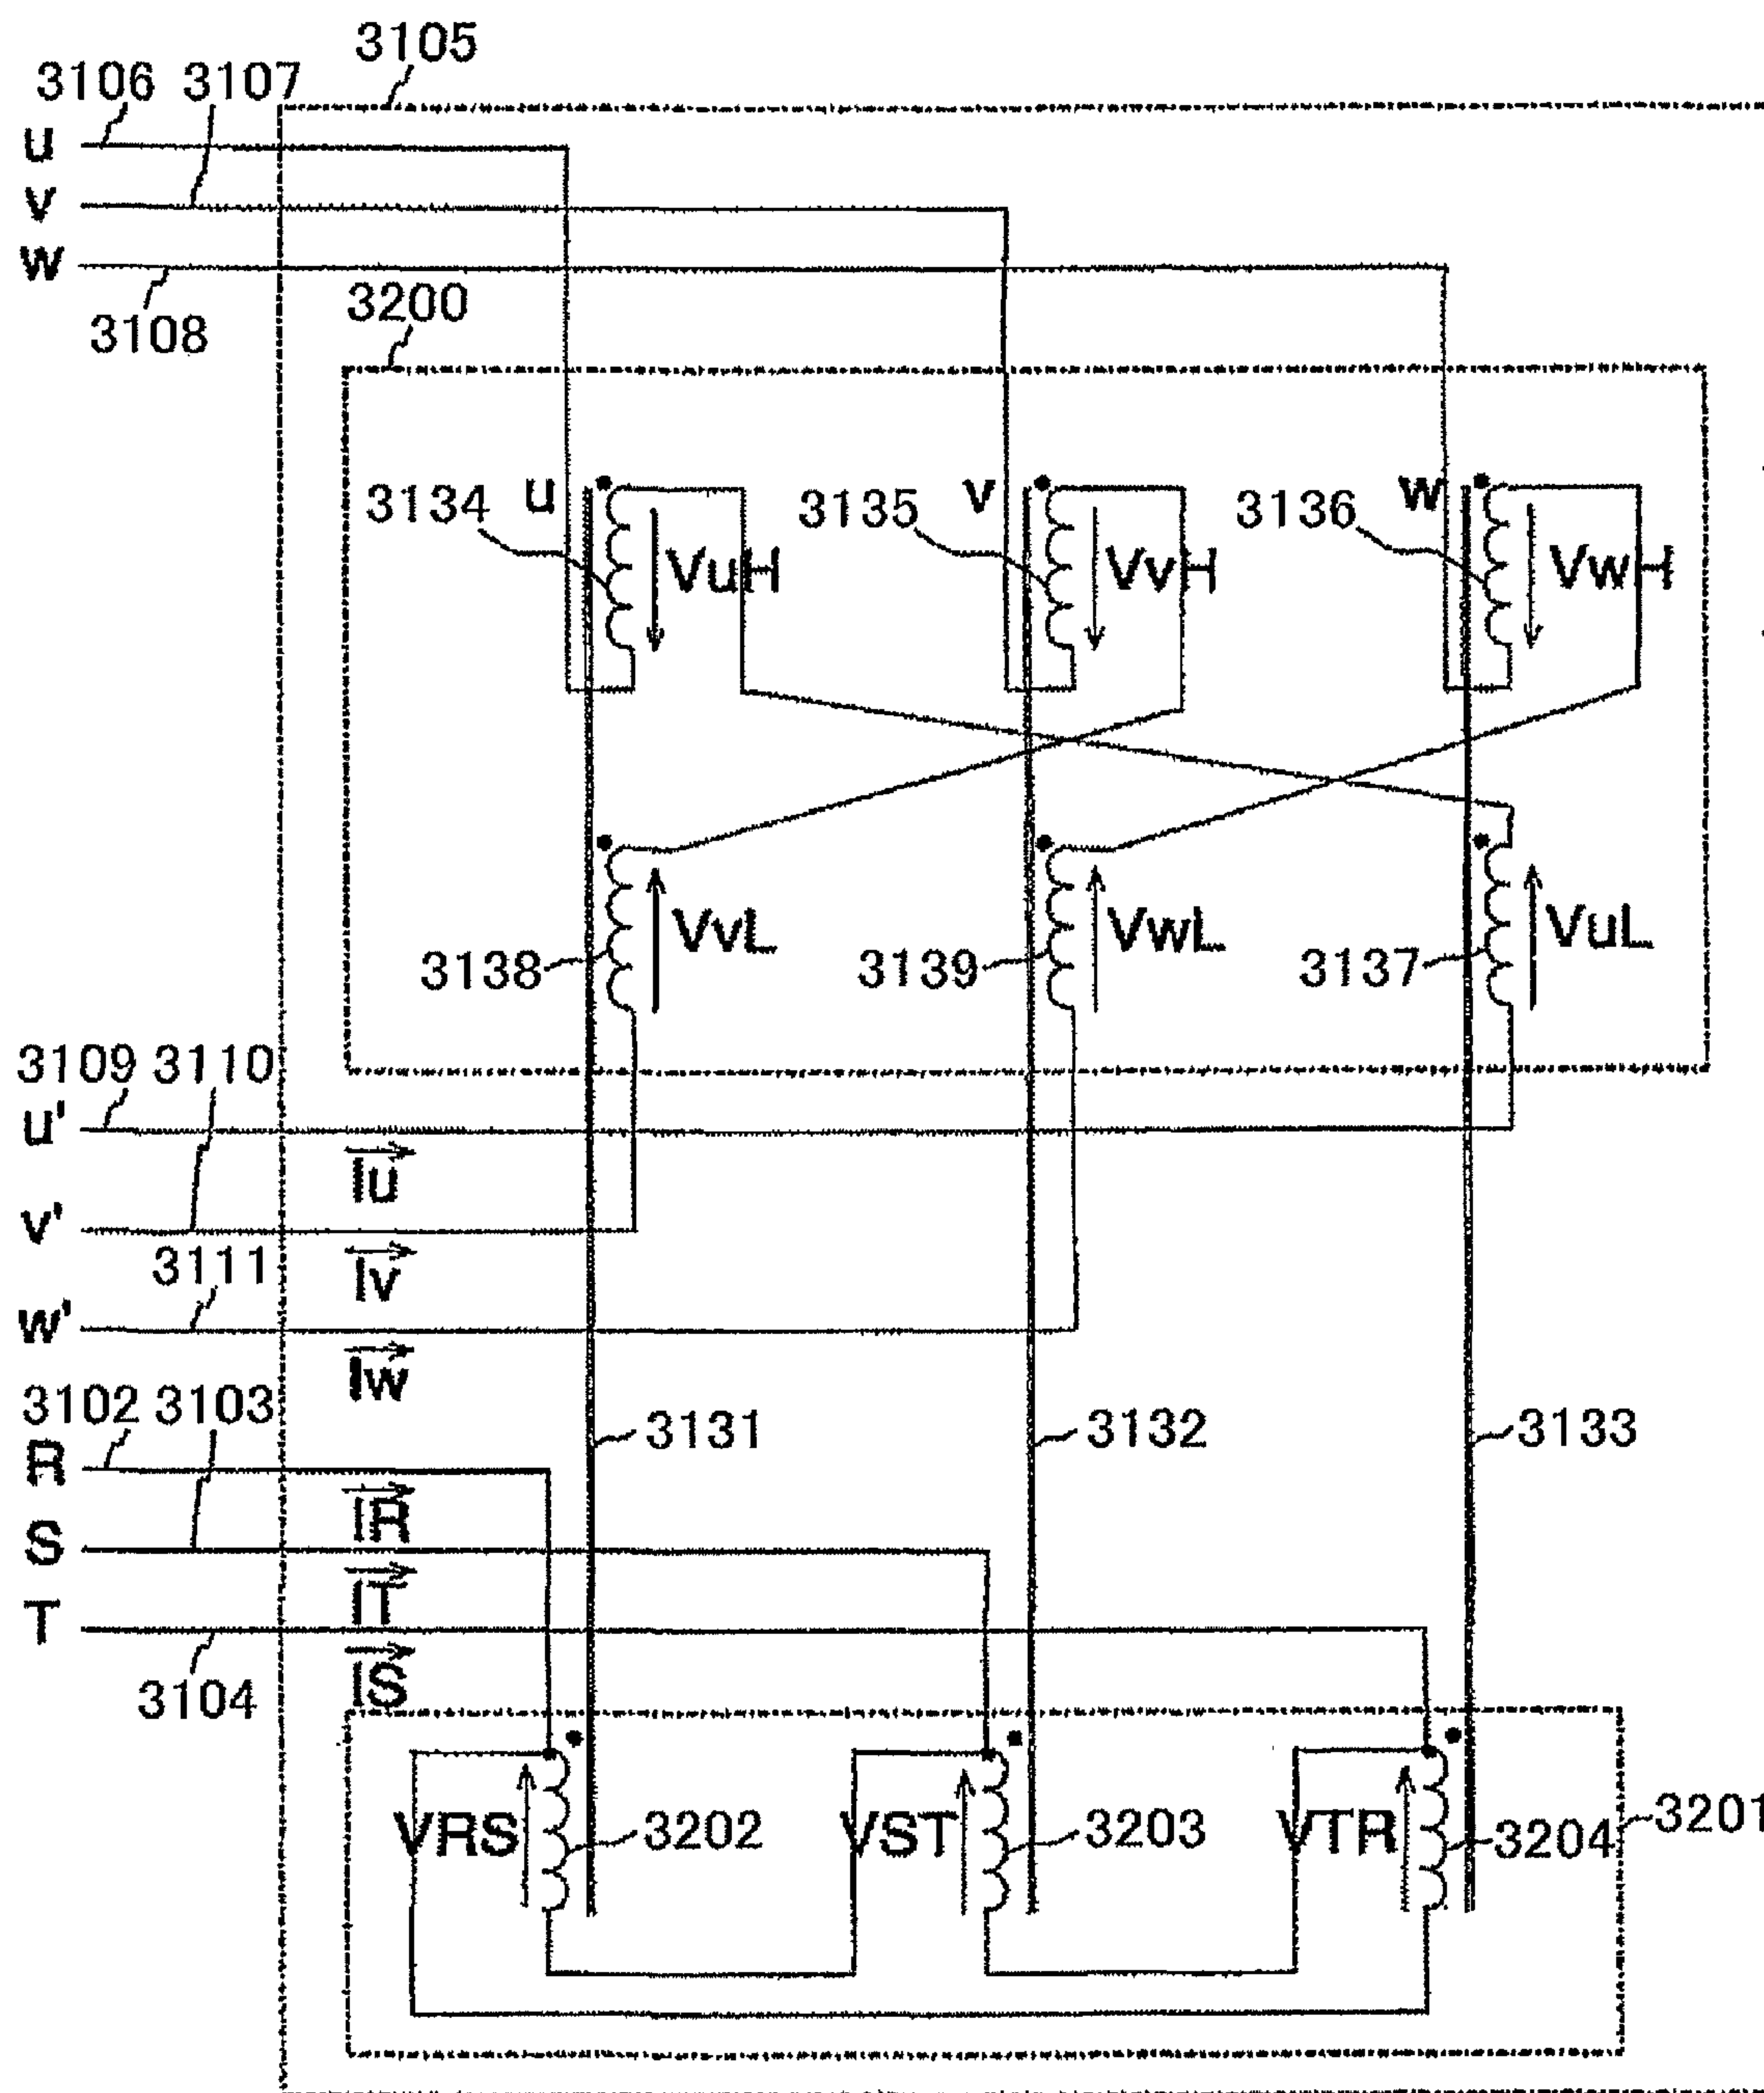 3105
3106 3107
u
v
w
3108
3200
3134 u 3135 v 3136 w
VuH VvH VwH
VvL VwL VuL
3138 3139 3137
3109 3110
u'
Iu
v'
3111 Iv
w'
Iw
3102 3103
3131 3132 3133
R
IR
S
IT
T
IS
3104
VRS 3202 VST 3203 VTR 3204 3201